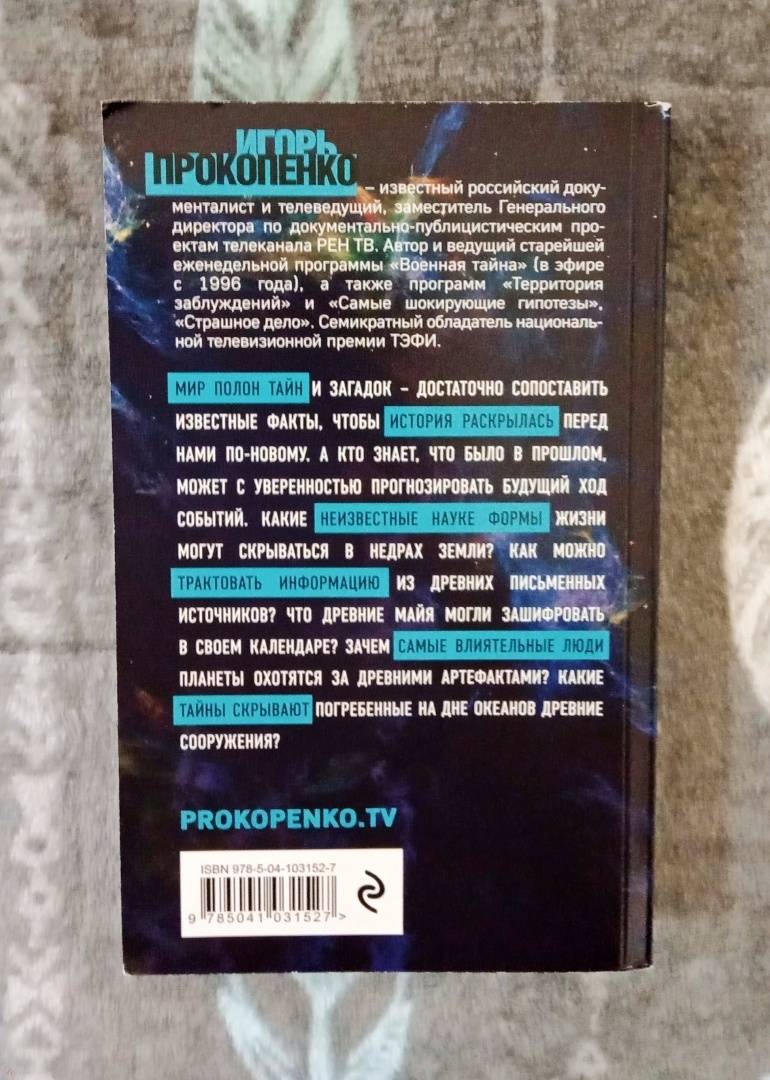 ИГОРЬ
ПРОКОПЕНКО
– известный российский доку-
менталист и телеведущий, заместитель Генерального
директора по документально-публицистическим про-
ектам телеканала РЕН ТВ. Автор и ведущий старейшей
еженедельной программы «Военная тайна» (в эфире
с 1996 года), а также программ «Территория
заблуждений» и «Самые шокирующие гипотезы»,
«Страшное дело». Семикратный обладатель националь-
ной телевизионной премии ТЭФИ.
МИР ПОЛОН ТАЙН И ЗАГАДОК – ДОСТАТОЧНО СОПОСТАВИТЬ
ИЗВЕСТНЫЕ ФАКТЫ, ЧТОБЫ ИСТОРИЯ РАСКРЫЛАСЬ ПЕРЕД
НАМИ ПО-НОВОМУ. А КТО ЗНАЕТ, ЧТО БЫЛО В ПРОШЛОМ,
МОЖЕТ С УВЕРЕННОСТЬЮ ПРОГНОЗИРОВАТЬ БУДУЩИЙ ХОД
СОБЫТИЙ. КАКИЕ НЕИЗВЕСТНЫЕ НАУКЕ ФОРМЫ ЖИЗНИ
МОГУТ СКРЫВАТЬСЯ В НЕДРАХ ЗЕМЛИ? КАК МОЖНО
ТРАКТОВАТЬ ИНФОРМАЦИЮ ИЗ ДРЕВНИХ ПИСЬМЕННЫХ
ИСТОЧНИКОВ? ЧТО ДРЕВНИЕ МАЙЯ МОГЛИ ЗАШИФРОВАТЬ
В СВОЕМ КАЛЕНДАРЕ? ЗАЧЕМ САМЫЕ ВЛИЯТЕЛЬНЫЕ ЛЮДИ
ПЛАНЕТЫ ОХОТЯТСЯ ЗА ДРЕВНИМИ АРТЕФАКТАМИ? КАКИЕ
ТАЙНЫ СКРЫВАЮТ ПОГРЕБЕННЫЕ НА ДНЕ ОКЕАНОВ ДРЕВНИЕ
СООРУЖЕНИЯ?
PROKOPENKO.TV
ISBN 978-5-04-103152-7
9 785041 031527 >